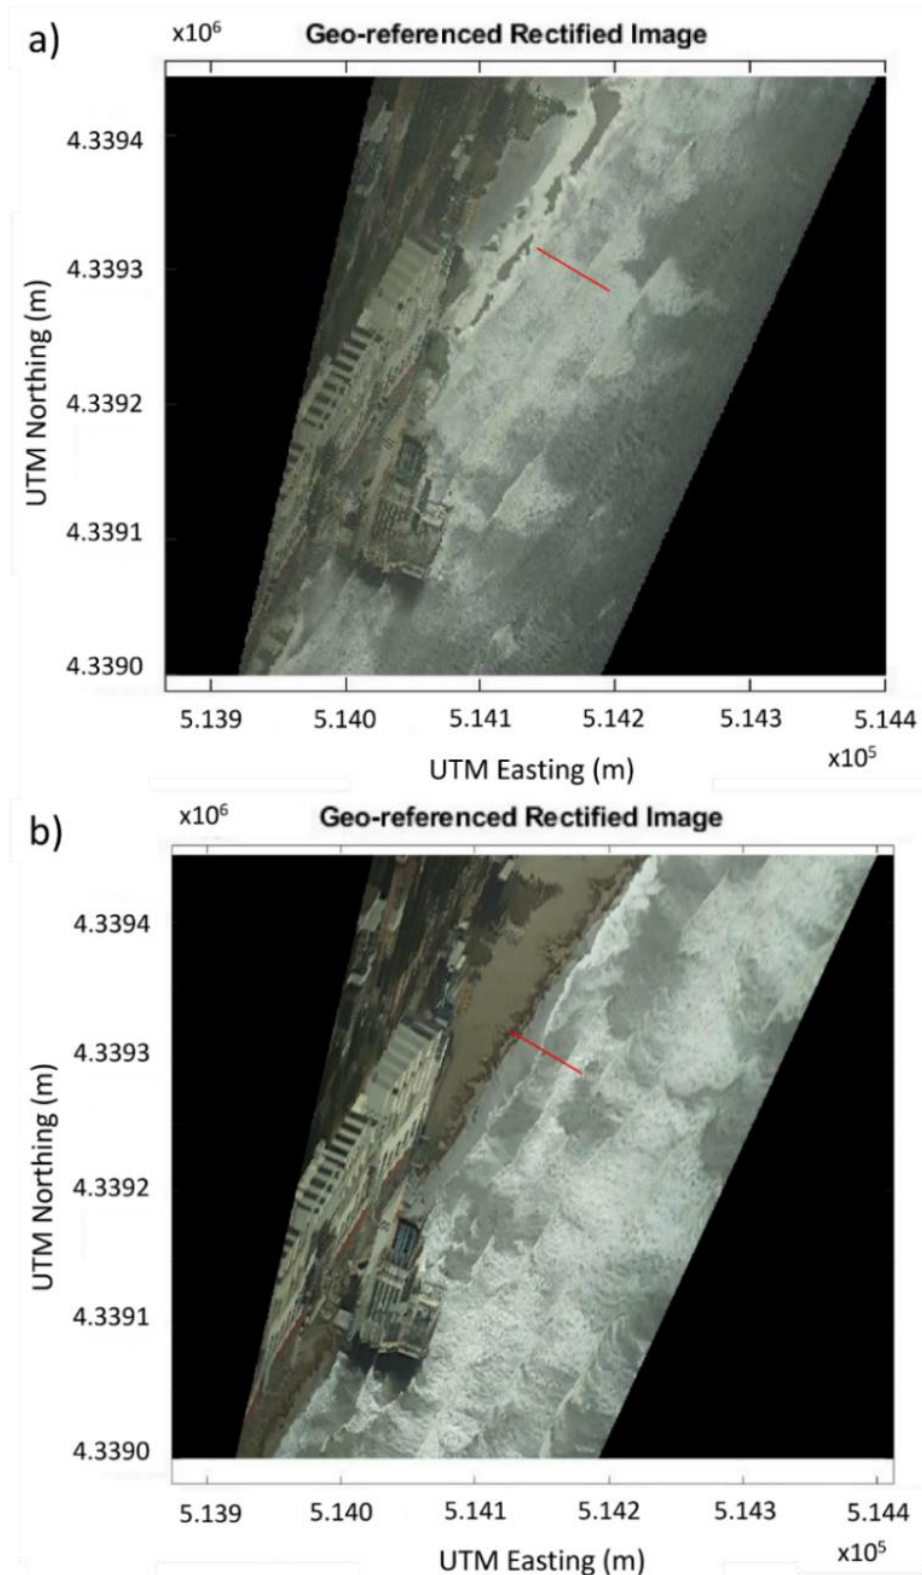 a)
x10⁶
Geo-referenced Rectified Image
4.3394
4.3393
4.3392
4.3391
4.3390
UTM Northing (m)
5.139 5.140 5.141 5.142 5.143 5.144
x10⁵
UTM Easting (m)
b)
x10⁶
Geo-referenced Rectified Image
4.3394
4.3393
4.3392
4.3391
4.3390
UTM Northing (m)
5.139 5.140 5.141 5.142 5.143 5.144
x10⁵
UTM Easting (m)